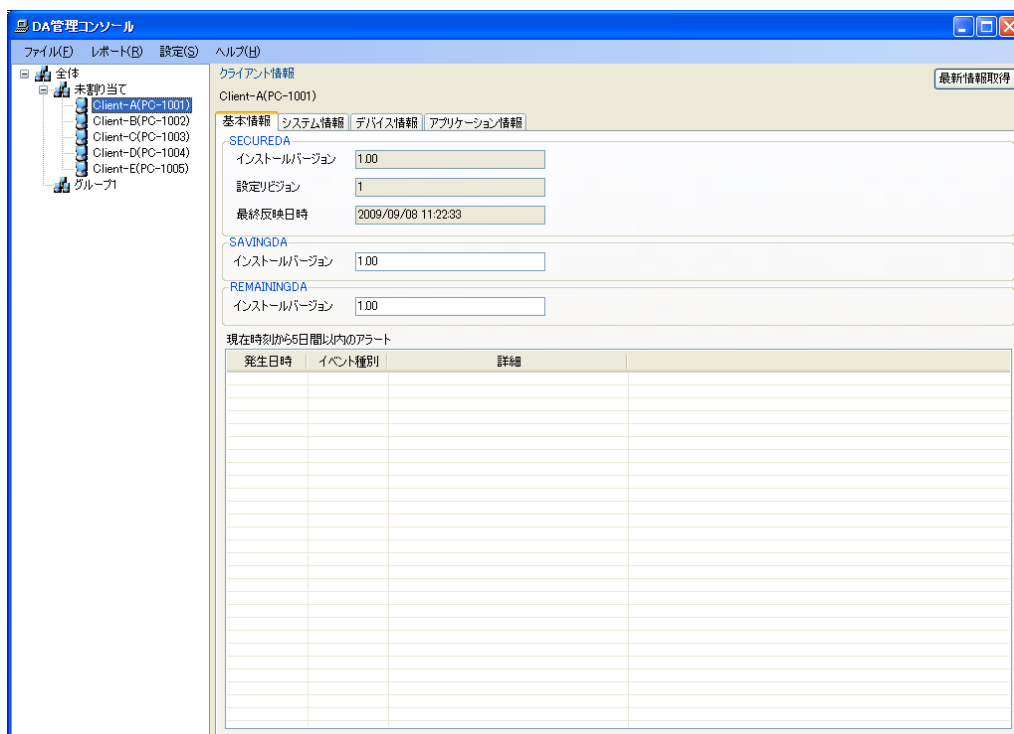 DA管理コンソール
ファイル(F) レポート(R) 設定(S) ヘルプ(H)
全体
未割り当て
Client-A(PC-1001)
Client-B(PC-1002)
Client-C(PC-1003)
Client-D(PC-1004)
Client-E(PC-1005)
グループ1
クライアント情報
最新情報取得
Client-A(PC-1001)
基本情報 システム情報 デバイス情報 アプリケーション情報
SECUREDA
インストールバージョン 1.00
設定リビジョン 1
最終反映日時 2009/09/08 11:22:33
SAVINGDA
インストールバージョン 1.00
REMAININGDA
インストールバージョン 1.00
現在時刻から5日間以内のアラート
発生日時 イベント種別 詳細